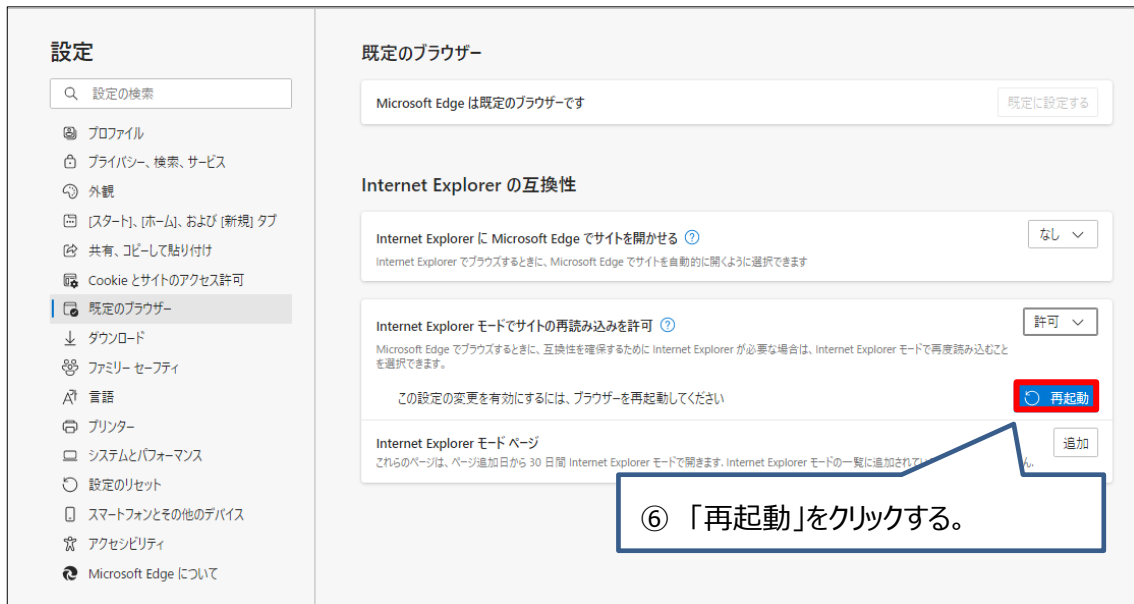 設定
設定の検索
プロファイル
プライバシー、検索、サービス
外観
[スタート]、[ホーム]、および [新規] タブ
共有、コピーして貼り付け
Cookie とサイトのアクセス許可
既定のブラウザー
ダウンロード
ファミリー セーフティ
言語
プリンター
システムとパフォーマンス
設定のリセット
スマートフォンとその他のデバイス
アクセシビリティ
Microsoft Edge について
既定のブラウザー
Microsoft Edge は既定のブラウザーです
既定に設定する
Internet Explorer の互換性
Internet Explorer に Microsoft Edge でサイトを開かせる
なし
Internet Explorer でブラウズするときに、Microsoft Edge でサイトを自動的に開くように選択できます
Internet Explorer モードでサイトの再読み込みを許可
許可
Microsoft Edge でブラウズするときに、互換性を確保するために Internet Explorer が必要な場合は、Internet Explorer モードで再度読み込むこと
を選択できます。
この設定の変更を有効にするには、ブラウザーを再起動してください
再起動
Internet Explorer モード ページ
追加
これらのページは、ページ追加日から 30 日間 Internet Explorer モードで開きます。Internet Explorer モードの一覧に追加されてい
ん。
⑥ 「再起動」をクリックする。